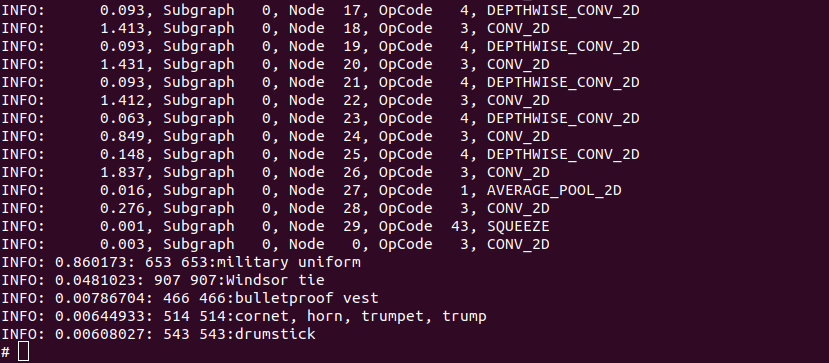 INFO:      0.093, Subgraph   0, Node  17, OpCode   4, DEPTHWISE_CONV_2D
INFO:      1.413, Subgraph   0, Node  18, OpCode   3, CONV_2D
INFO:      0.093, Subgraph   0, Node  19, OpCode   4, DEPTHWISE_CONV_2D
INFO:      1.431, Subgraph   0, Node  20, OpCode   3, CONV_2D
INFO:      0.093, Subgraph   0, Node  21, OpCode   4, DEPTHWISE_CONV_2D
INFO:      1.412, Subgraph   0, Node  22, OpCode   3, CONV_2D
INFO:      0.063, Subgraph   0, Node  23, OpCode   4, DEPTHWISE_CONV_2D
INFO:      0.849, Subgraph   0, Node  24, OpCode   3, CONV_2D
INFO:      0.148, Subgraph   0, Node  25, OpCode   4, DEPTHWISE_CONV_2D
INFO:      1.837, Subgraph   0, Node  26, OpCode   3, CONV_2D
INFO:      0.016, Subgraph   0, Node  27, OpCode   1, AVERAGE_POOL_2D
INFO:      0.276, Subgraph   0, Node  28, OpCode   3, CONV_2D
INFO:      0.001, Subgraph   0, Node  29, OpCode  43, SQUEEZE
INFO:      0.003, Subgraph   0, Node   0, OpCode   3, CONV_2D
INFO: 0.860173: 653 653:military uniform
INFO: 0.0481023: 907 907:Windsor tie
INFO: 0.00786704: 466 466:bulletproof vest
INFO: 0.00644933: 514 514:cornet, horn, trumpet, trump
INFO: 0.00608027: 543 543:drumstick
#